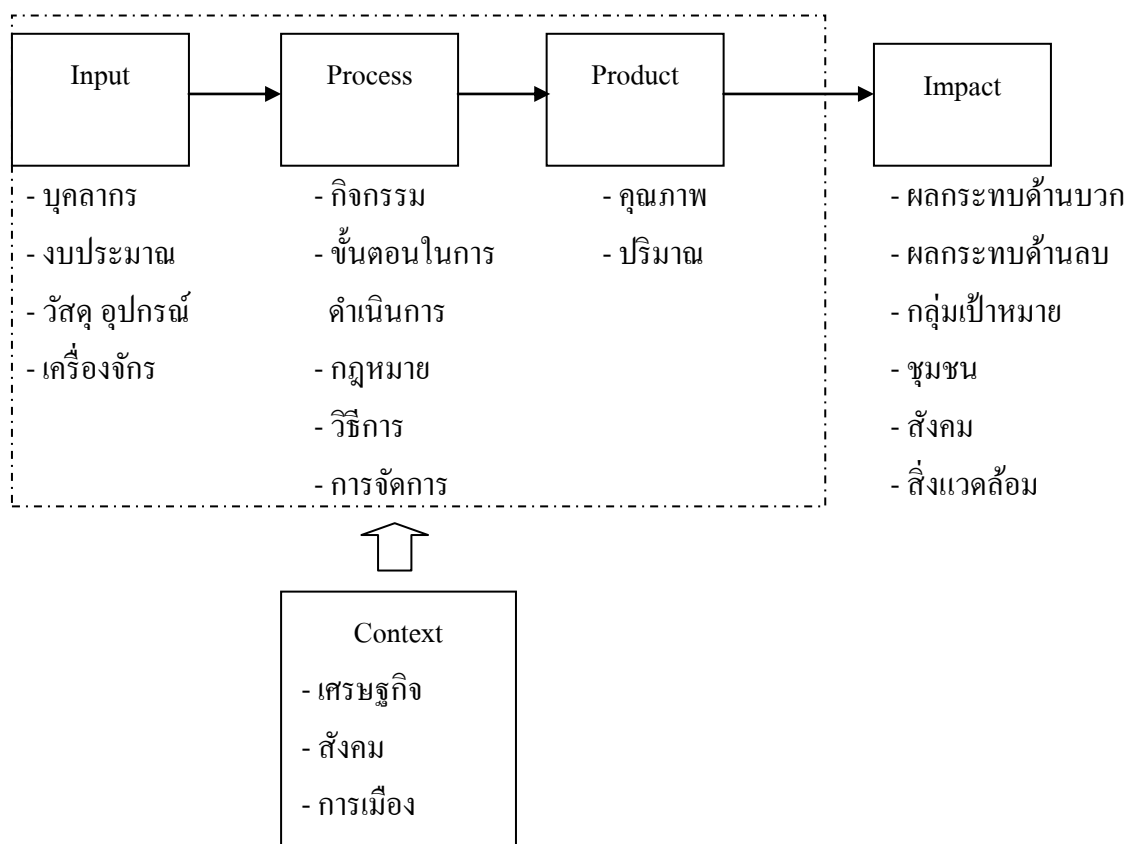 Input
- บุคลากร
- งบประมาณ
- วัสดุ อุปกรณ์
- เครื่องจักร
Process
- กิจกรรม
- ขั้นตอนในการ
ดำเนินการ
- กฎหมาย
- วิธีการ
- การจัดการ
Product
- คุณภาพ
- ปริมาณ
Impact
- ผลกระทบด้านบวก
- ผลกระทบด้านลบ
- กลุ่มเป้าหมาย
- ชุมชน
- สังคม
- สิ่งแวดล้อม
Context
- เศรษฐกิจ
- สังคม
- การเมือง